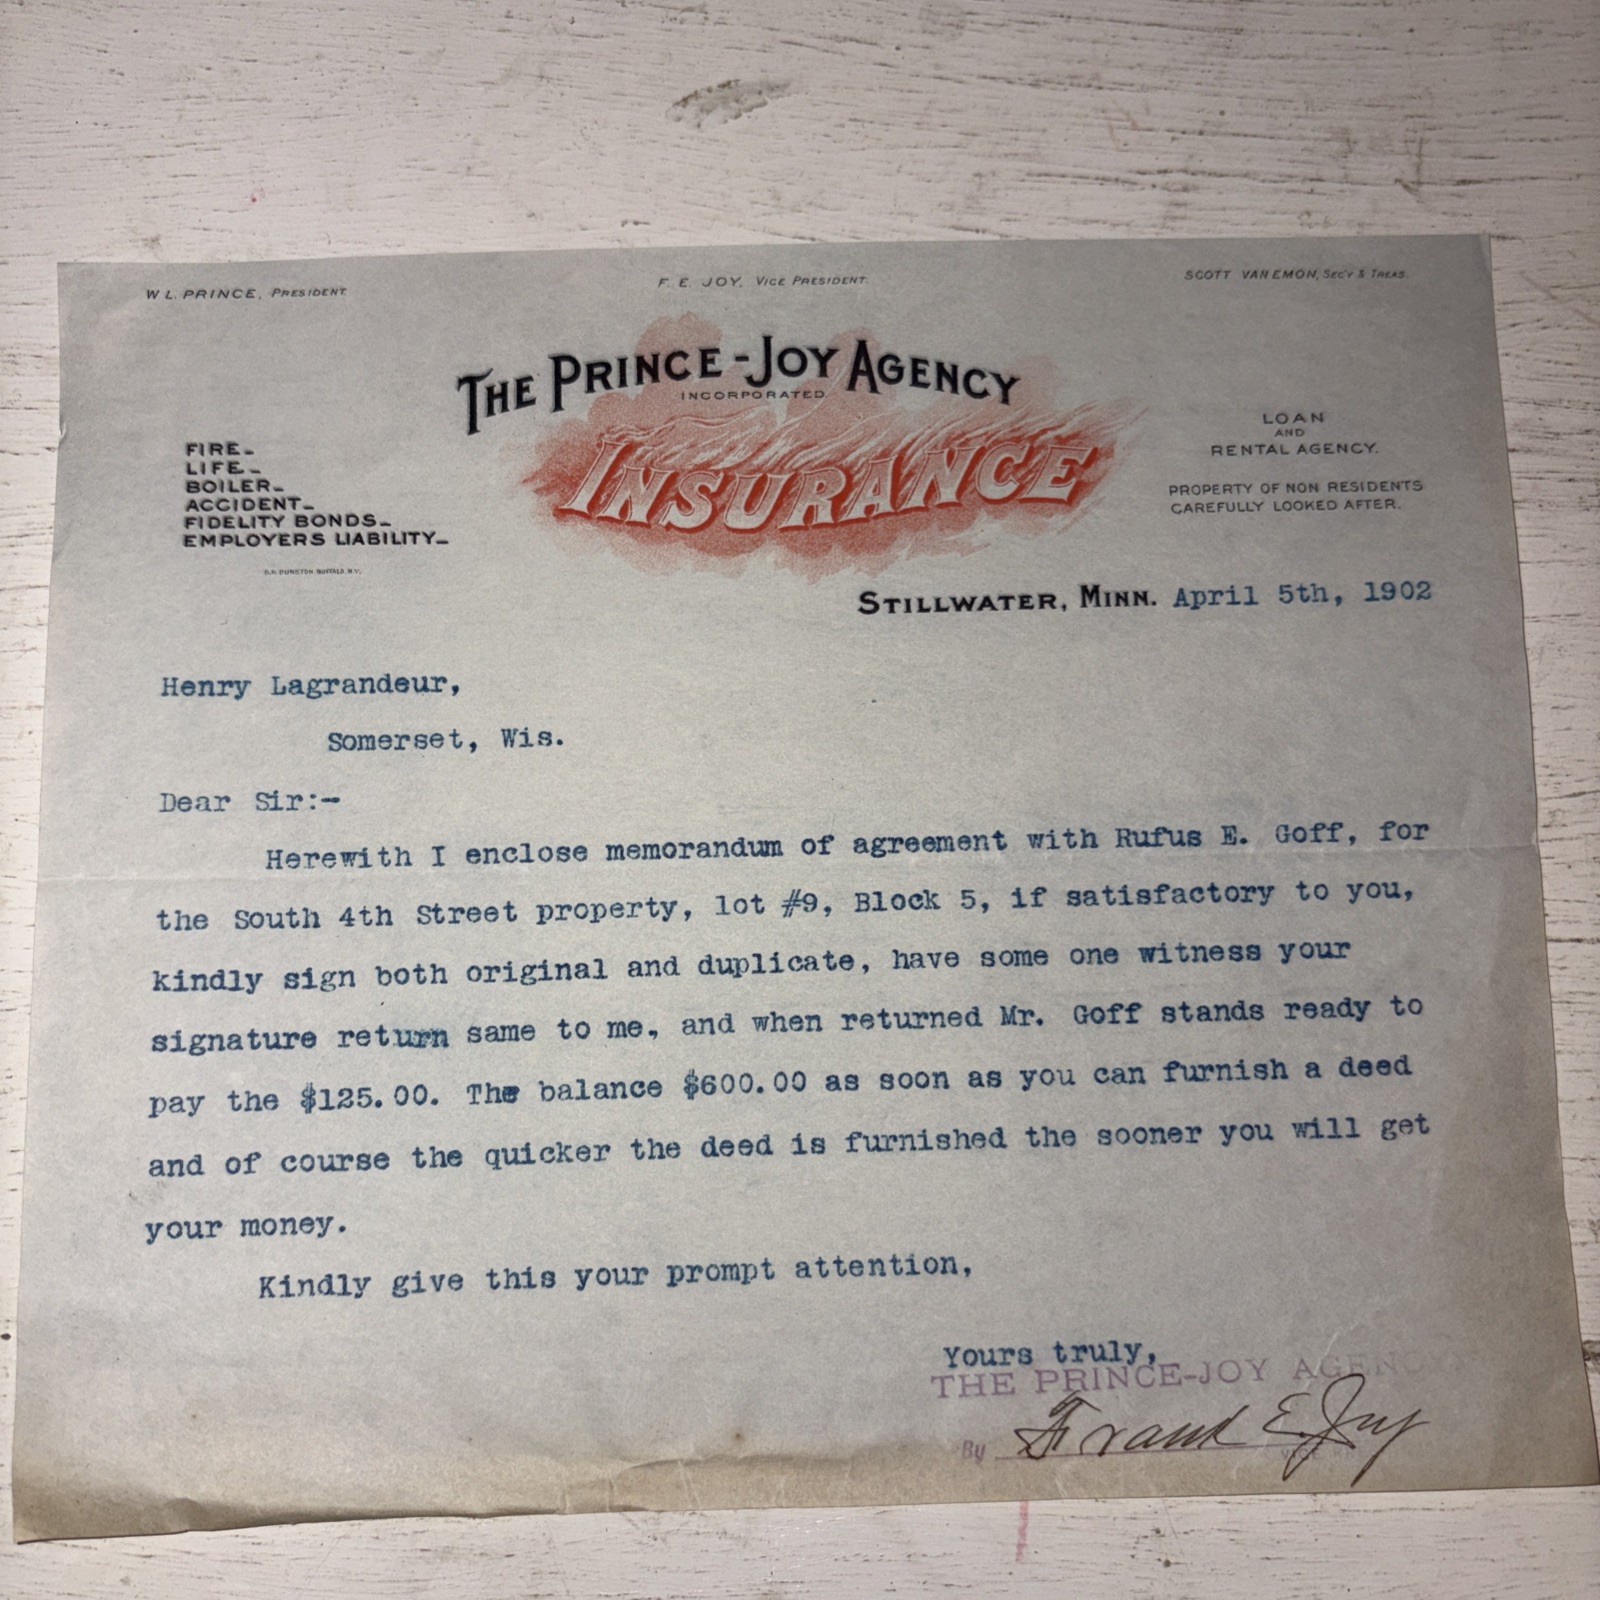 W L. PRINCE, PRESIDENT.
F. E. JOY, VICE PRESIDENT.
SCOTT VAN EMON, SEC'Y & TREAS.
THE PRINCE-JOY AGENCY
INCORPORATED
INSURANCE
FIRE-
LIFE-
BOILER-
ACCIDENT-
FIDELITY BONDS-
EMPLOYERS LIABILITY-
LOAN
AND
RENTAL AGENCY.
PROPERTY OF NON RESIDENTS
CAREFULLY LOOKED AFTER.
BUFFALO, N.Y.
STILLWATER, MINN. April 5th, 1902
Henry Lagrandeur,
Somerset, Wis.
Dear Sir:-
Herewith I enclose memorandum of agreement with Rufus E. Goff, for
the South 4th Street property, lot #9, Block 5, if satisfactory to you,
kindly sign both original and duplicate, have some one witness your
signature return same to me, and when returned Mr. Goff stands ready to
pay the $125.00. The balance $600.00 as soon as you can furnish a deed
and of course the quicker the deed is furnished the sooner you will get
your money.
Kindly give this your prompt attention,
Yours truly,
THE PRINCE-JOY AGEN
By Frank E. Joy